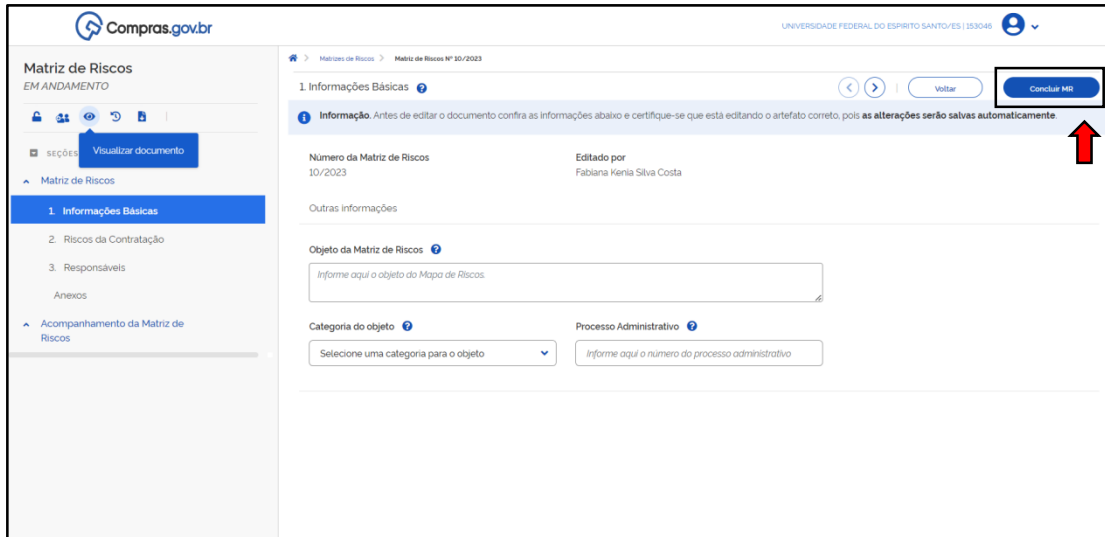 Compras.gov.br
UNIVERSIDADE FEDERAL DO ESPIRITO SANTO/ES | 153046
Matriz de Riscos
EM ANDAMENTO
Visualizar documento
SEÇÕES
Matriz de Riscos
1. Informações Básicas
2. Riscos da Contratação
3. Responsáveis
Anexos
Acompanhamento da Matriz de
Riscos
Matrizes de Riscos > Matriz de Riscos Nº 10/2023
1. Informações Básicas
Voltar
Concluir MR
Informação. Antes de editar o documento confira as informações abaixo e certifique-se que está editando o artefato correto, pois as alterações serão salvas automaticamente.
Número da Matriz de Riscos
10/2023
Editado por
Fabiana Kenia Silva Costa
Outras informações
Objeto da Matriz de Riscos
Informe aqui o objeto do Mapa de Riscos.
Categoria do objeto
Selecione uma categoria para o objeto
Processo Administrativo
Informe aqui o número do processo administrativo